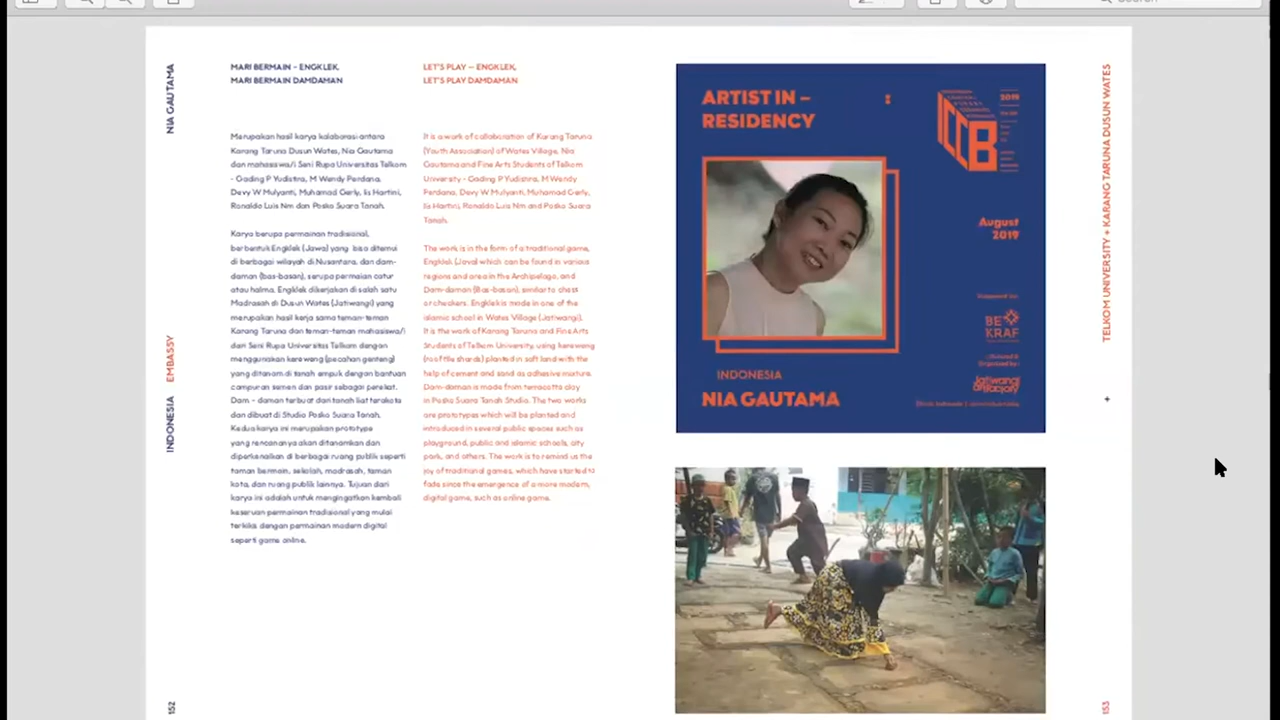 Search
NIA GAUTAMA
INDONESIA EMBASSY
152
MARI BERMAIN - ENGKLEK,
MARI BERMAIN DAMDAMAN
Merupakan hasil karya kolaborasi antara
Karang Taruna Dusun Wates, Nia Gautama
dan mahasiswa/i Seni Rupa Universitas Telkom
- Gading P Yudistra, M Wendy Perdana,
Devy W Mulyanti, Muhamad Gerly, Iis Hartini,
Ronaldo Luis Nm dan Posko Suara Tanah.
Karya berupa permainan tradisional,
berbentuk Engklek (Jawa) yang bisa ditemui
di berbagai wilayah di Nusantara, dan dam-
daman (bas-basan), serupa permaian catur
atau halma. Engklek dikerjakan di salah satu
Madrasah di Dusun Wates (Jatiwangi) yang
merupakan hasil kerja sama teman-teman
Karang Taruna dan teman-teman mahasiswa/i
dari Seni Rupa Universitas Telkom dengan
menggunakan kereweng (pecahan genteng)
yang ditanam di tanah empuk dengan bantuan
campuran semen dan pasir sebagai perekat.
Dam - daman terbuat dari tanah liat terakota
dan dibuat di Studio Posko Suara Tanah.
Kedua karya ini merupakan prototype
yang rencananya akan ditanamkan dan
diperkenalkan di berbagai ruang publik seperti
taman bermain, sekolah, madrasah, taman
kota, dan ruang publik lainnya. Tujuan dari
karya ini adalah untuk mengingatkan kembali
keseruan permainan tradisional yang mulai
terkikis dengan permainan modern digital
seperti game online.
LET'S PLAY – ENGKLEK,
LET'S PLAY DAMDAMAN
It is a work of collaboration of Karang Taruna
(Youth Association) of Wates Village, Nia
Gautama and Fine Arts Students of Telkom
University - Gading P Yudistra, M Wendy
Perdana, Devy W Mulyanti, Muhamad Gerly,
Iis Hartini, Ronaldo Luis Nm and Posko Suara
Tanah.
The work is in the form of a traditional game,
Engklek (Java) which can be found in various
regions and area in the Archipelago, and
Dam-daman (Bas-basan), similar to chess
or checkers. Engklek is made in one of the
islamic school in Wates Village (Jatiwangi).
It is the work of Karang Taruna and Fine Arts
Students of Telkom University, using kereweng
(roof tile shards) planted in soft land with the
help of cement and sand as adhesive mixture.
Dam-daman is made from terracotta clay
in Posko Suara Tanah Studio. The two works
are prototypes which will be planted and
introduced in several public spaces such as
playground, public and islamic schools, city
park, and others. The work is to remind us the
joy of traditional games, which have started to
fade since the emergence of a more modern,
digital game, such as online game.
ARTIST IN –
RESIDENCY
:
ICCB
2019
August
2019
BE
KRAF
Organized by:
Jatiwangi
art Factory
INDONESIA
NIA GAUTAMA
TELKOM UNIVERSITY + KARANG TARUNA DUSUN WATES
+
153